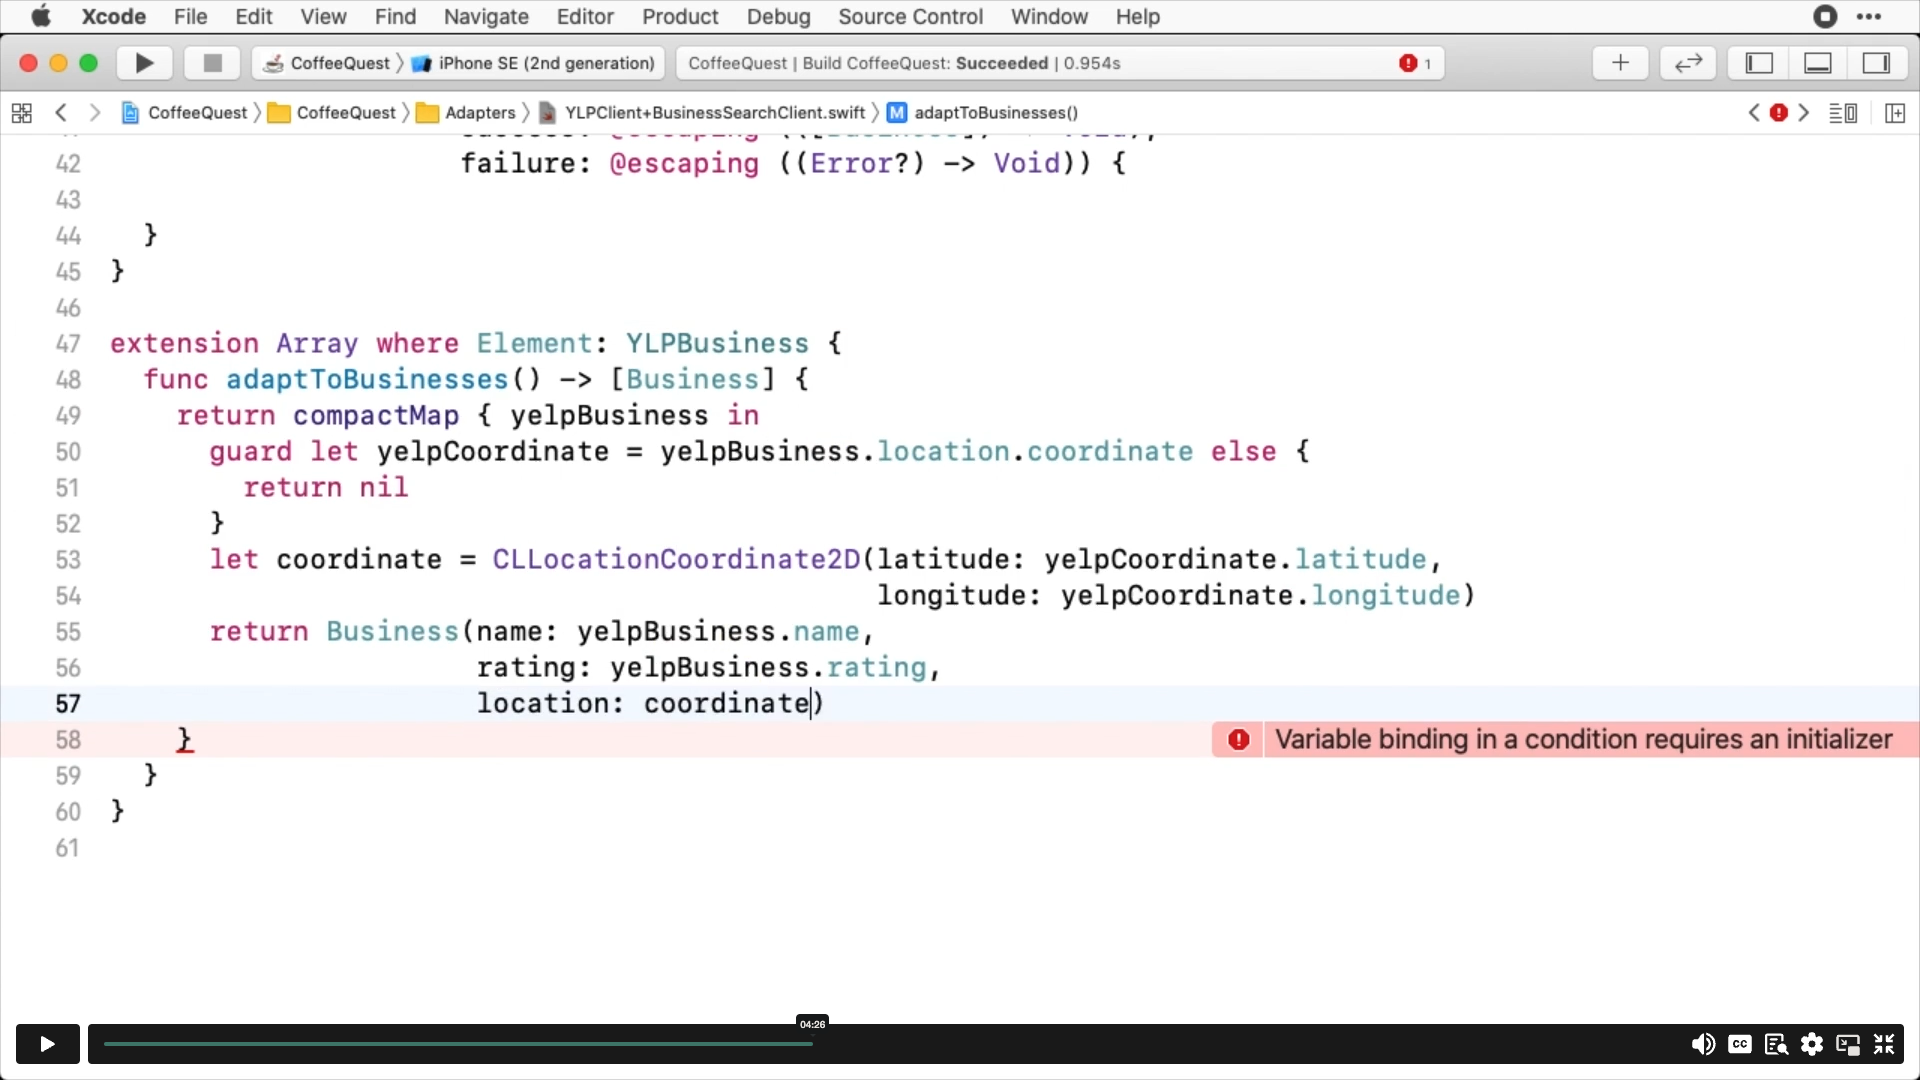 Xcode File Edit View Find Navigate Editor Product Debug Source Control Window Help
CoffeeQuest iPhone SE (2nd generation) CoffeeQuest | Build CoffeeQuest: Succeeded | 0.954s 1
CoffeeQuest CoffeeQuest Adapters YLPClient+BusinessSearchClient.swift M adaptToBusinesses()
42 failure: @escaping ((Error?) -> Void)) {
43
44 }
45 }
46
47 extension Array where Element: YLPBusiness {
48 func adaptToBusinesses() -> [Business] {
49 return compactMap { yelpBusiness in
50 guard let yelpCoordinate = yelpBusiness.location.coordinate else {
51 return nil
52 }
53 let coordinate = CLLocationCoordinate2D(latitude: yelpCoordinate.latitude,
54 longitude: yelpCoordinate.longitude)
55 return Business(name: yelpBusiness.name,
56 rating: yelpBusiness.rating,
57 location: coordinate)
58 } Variable binding in a condition requires an initializer
59 }
60 }
61
04:26
CC